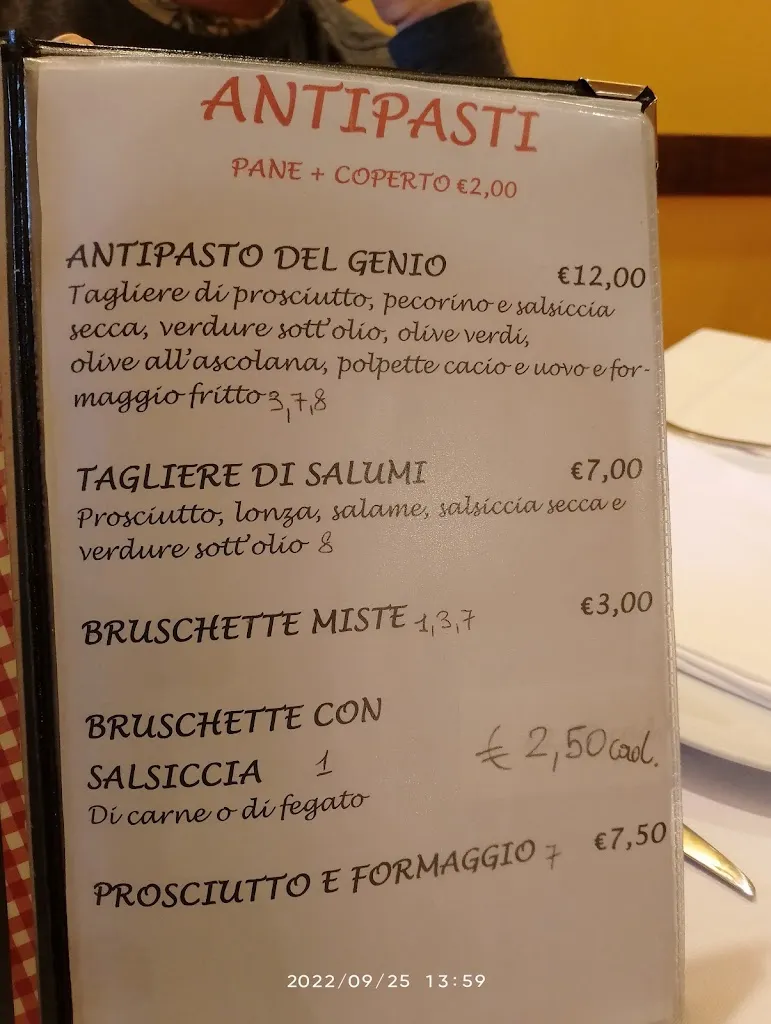 ANTIPASTI
PANE + COPERTO €2,00
ANTIPASTO DEL GENIO €12,00
Tagliere di prosciutto, pecorino e salsiccia
secca, verdure sott'olio, olive verdi,
olive all'ascolana, polpette cacio e uovo e for-
maggio fritto 3,7,8
TAGLIERE DI SALUMI €7,00
Prosciutto, lonza, salame, salsiccia secca e
verdure sott'olio 8
BRUSCHETTE MISTE 1,3,7 €3,00
BRUSCHETTE CON
SALSICCIA 1 € 2,50 cad.
Di carne o di fegato
PROSCIUTTO E FORMAGGIO 7 €7,50
2022/09/25 13:59